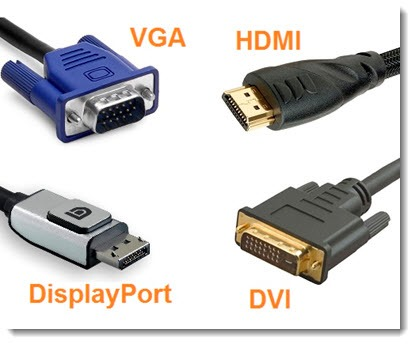 VGA
HDMI
DisplayPort
DVI